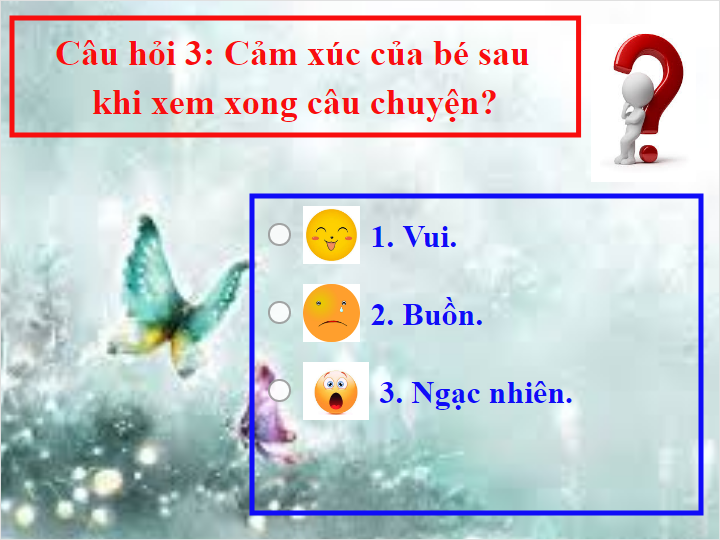 Câu hỏi 3: Cảm xúc của bé sau
khi xem xong câu chuyện?
1. Vui.
2. Buồn.
3. Ngạc nhiên.